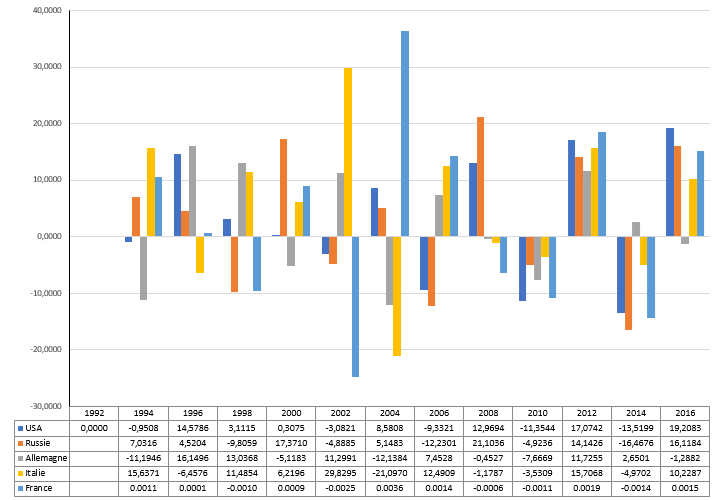 40,0000
30,0000
20,0000
10,0000
0,0000
-10,0000
-20,0000
-30,0000
1992 1994 1996 1998 2000 2002 2004 2006 2008 2010 2012 2014 2016
USA 0,0000 -0,9508 14,5786 3,1115 0,3075 -3,0821 8,5808 -9,3321 12,9694 -11,3544 17,0742 -13,5199 19,2083
Russie 7,0316 4,5204 -9,8059 17,3710 -4,8885 5,1483 -12,2301 21,1036 -4,9236 14,1426 -16,4676 16,1184
Allemagne -11,1946 16,1496 13,0368 -5,1183 11,2991 -12,1384 7,4528 -0,4527 -7,6669 11,7255 2,6501 -1,2882
Italie 15,6371 -6,4576 11,4854 6,2196 29,8295 -21,0970 12,4909 -1,1787 -3,5309 15,7068 -4,9702 10,2287
France 0.0011 0.0001 -0.0010 0.0009 -0.0025 0.0036 0.0014 -0.0006 -0.0011 0.0019 -0.0014 0.0015